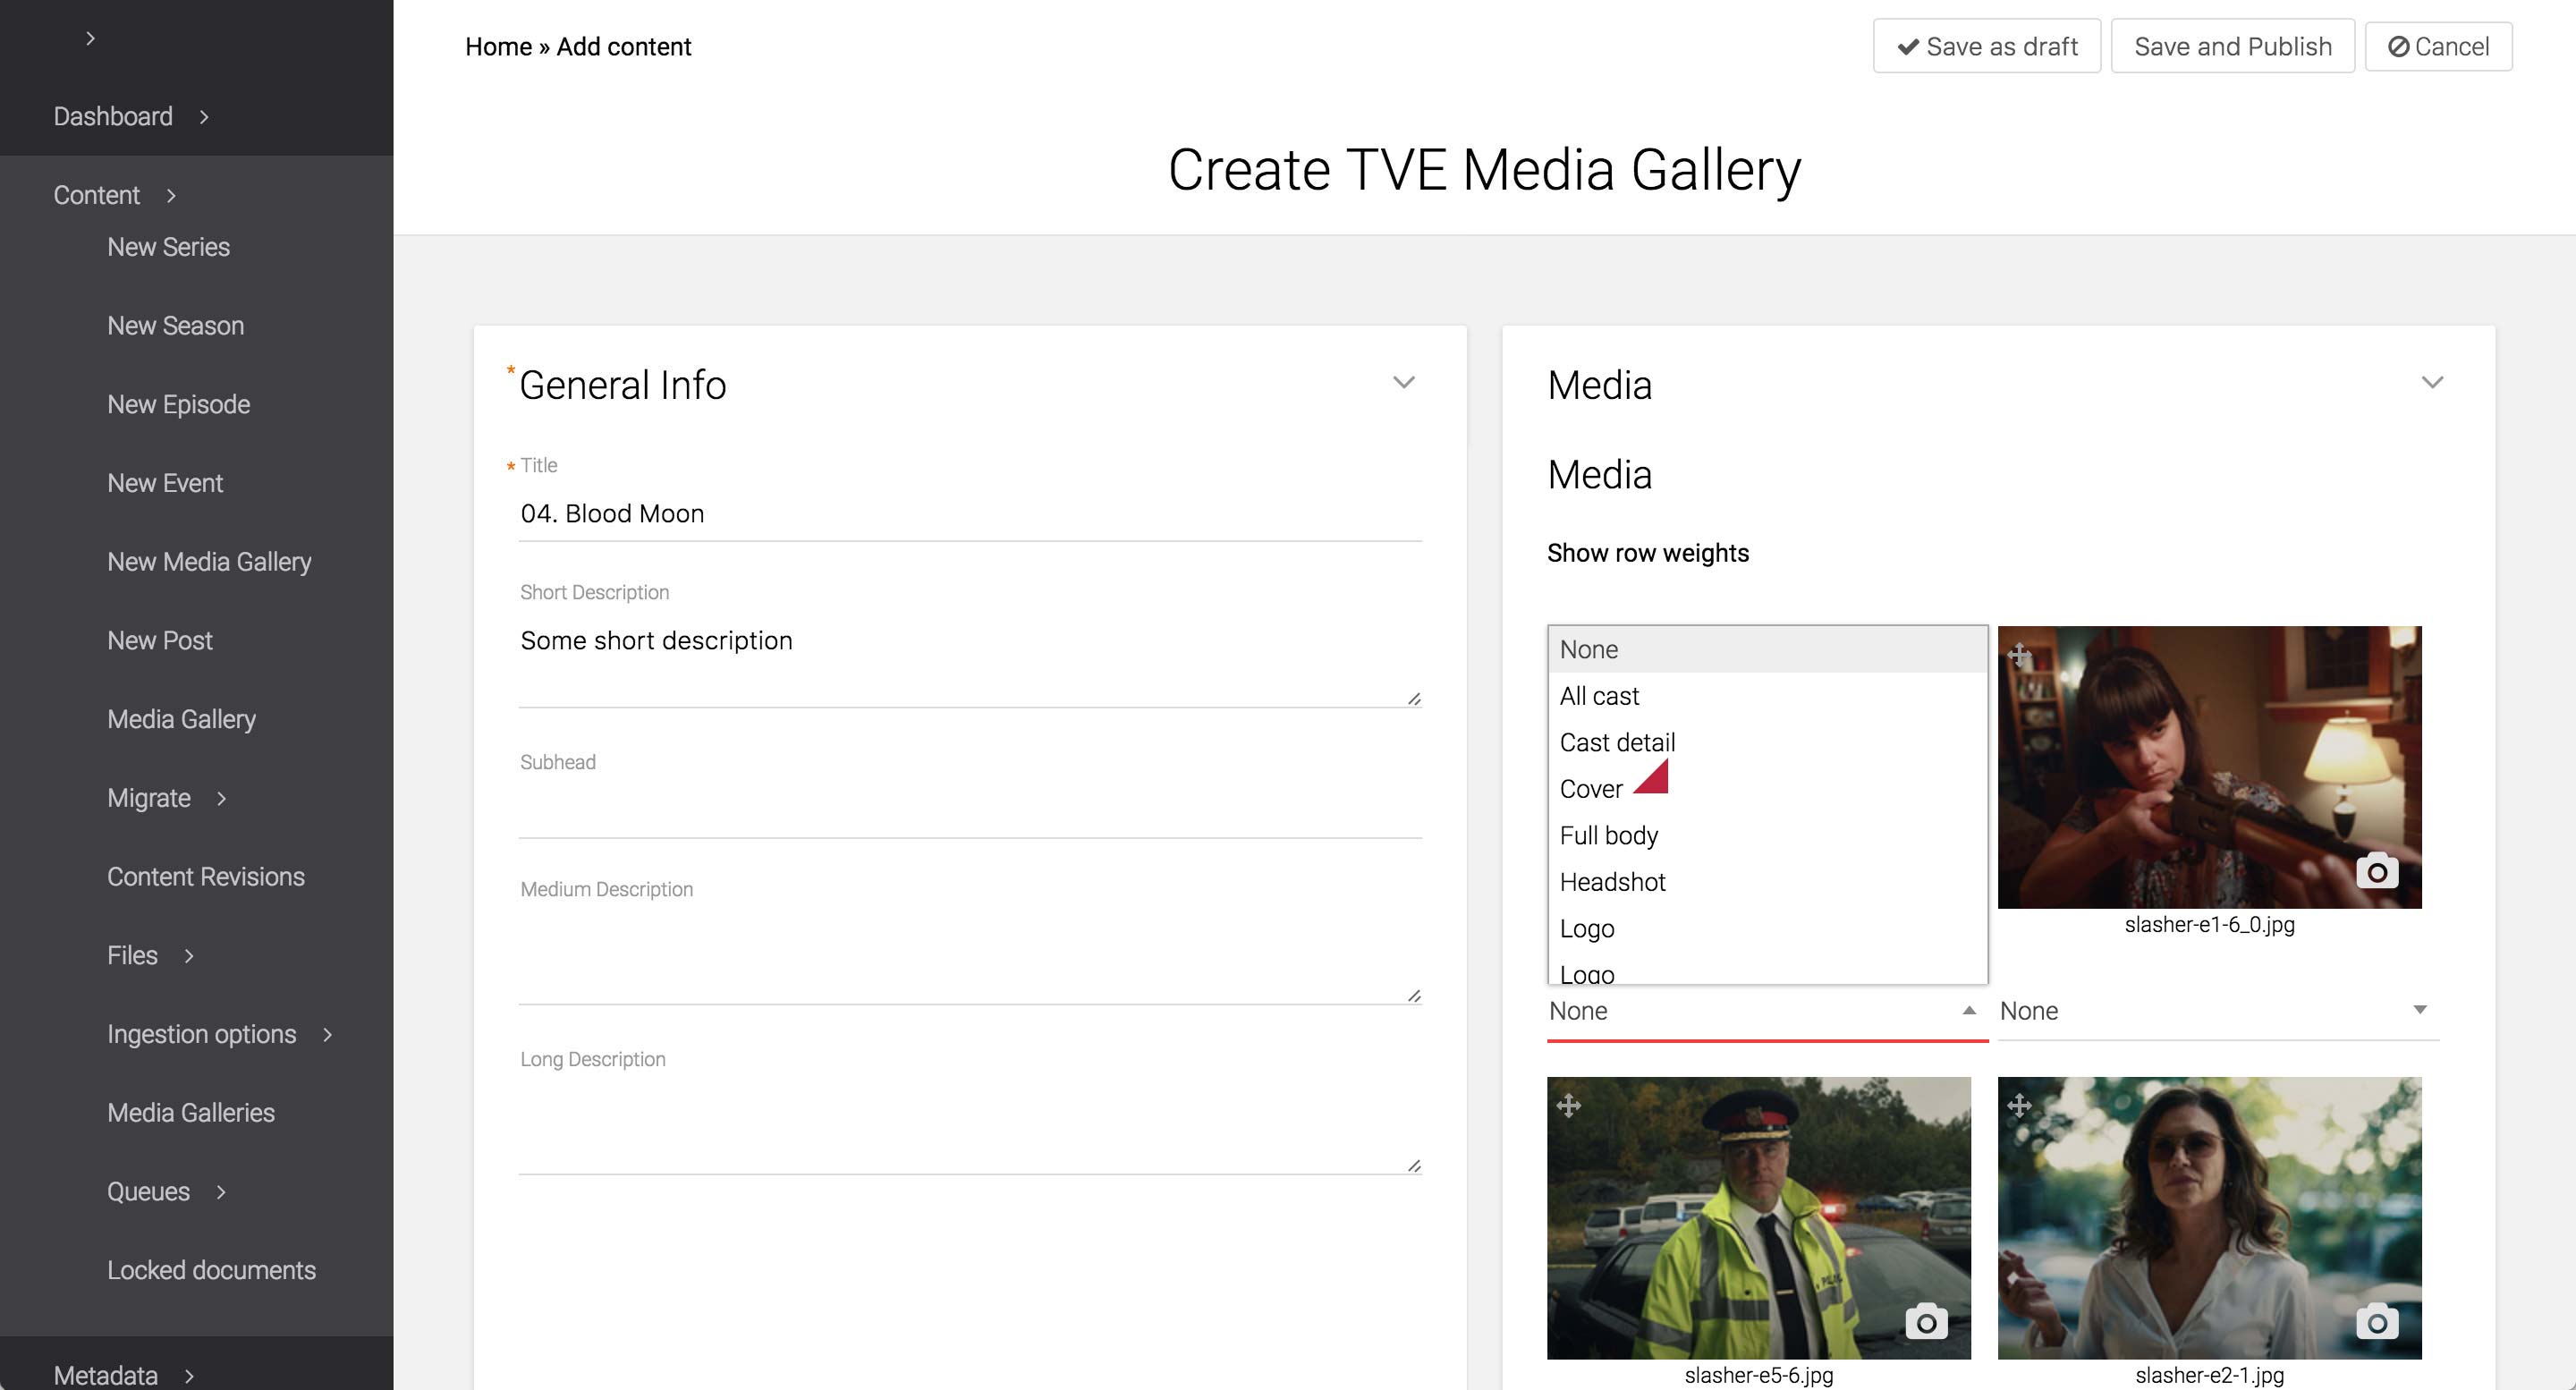 Home » Add content
Save as draft
Save and Publish
Cancel
Dashboard
Content
New Series
New Season
New Episode
New Event
New Media Gallery
New Post
Media Gallery
Migrate
Content Revisions
Files
Ingestion options
Media Galleries
Queues
Locked documents
Metadata
Create TVE Media Gallery
* General Info
* Title
04. Blood Moon
Short Description
Some short description
Subhead
Medium Description
Long Description
Media
Media
Show row weights
None
All cast
Cast detail
Cover
Full body
Headshot
Logo
Logo
slasher-e1-6_0.jpg
None
None
slasher-e5-6.jpg
slasher-e2-1.jpg